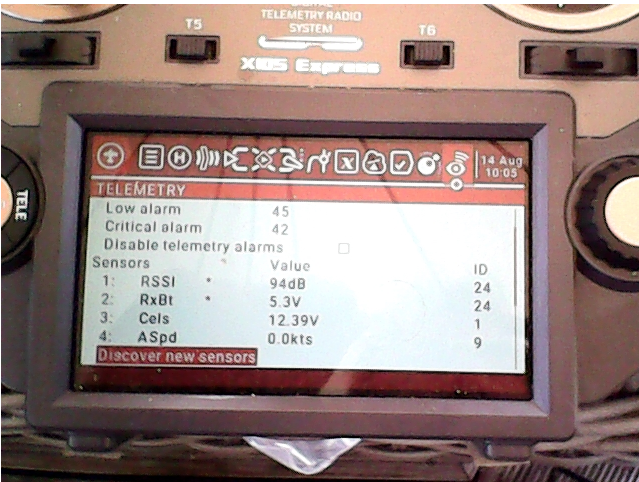 DIGITAL
TELEMETRY RADIO
SYSTEM
T5
T6
X10S Express
TELE
H
X
14 Aug
10:05
TELEMETRY
Low alarm 45
Critical alarm 42
Disable telemetry alarms
Sensors Value ID
1: RSSI * 94dB 24
2: RxBt * 5.3V 24
3: Cels 12.39V 1
4: ASpd 0.0kts 9
Discover new sensors